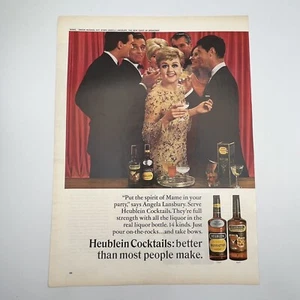 "Put the spirit of Mame in your
party," says Angela Lansbury. Serve
Heublein Cocktails. They're full
strength with all the liquor in the
real liquor bottle. 14 kinds. Just
pour on-the-rocks...and take bows.
Heublein Cocktails: better
than most people make.